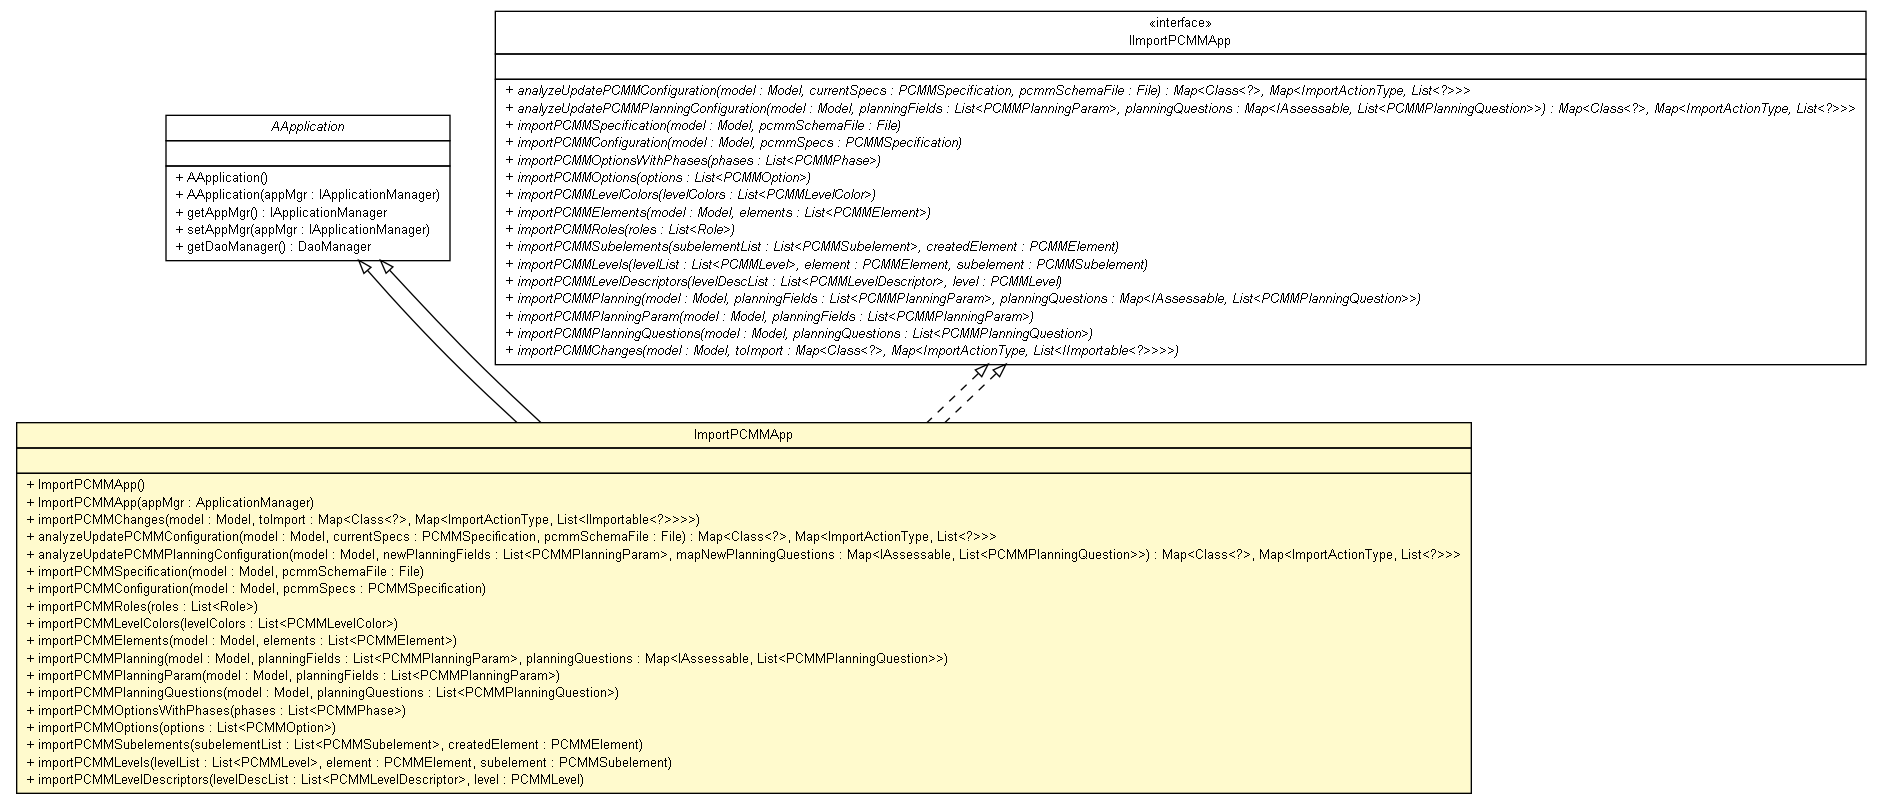 «interface»
IImportPCMMApp
+ analyzeUpdatePCMMConfiguration(model : Model, currentSpecs : PCMMSpecification, pcmmSchemaFile : File) : Map<Class<?>, Map<ImportActionType, List<?>>>
+ analyzeUpdatePCMMPlanningConfiguration(model : Model, planningFields : List<PCMMPlanningParam>, planningQuestions : Map<IAssessable, List<PCMMPlanningQuestion>>) : Map<Class<?>, Map<ImportActionType, List<?>>>
+ importPCMMSpecification(model : Model, pcmmSchemaFile : File)
+ importPCMMConfiguration(model : Model, pcmmSpecs : PCMMSpecification)
+ importPCMMOptionsWithPhases(phases : List<PCMMPhase>)
+ importPCMMOptions(options : List<PCMMOption>)
+ importPCMMLevelColors(levelColors : List<PCMMLevelColor>)
+ importPCMMElements(model : Model, elements : List<PCMMElement>)
+ importPCMMRoles(roles : List<Role>)
+ importPCMMSubelements(subelementList : List<PCMMSubelement>, createdElement : PCMMElement)
+ importPCMMLevels(levelList : List<PCMMLevel>, element : PCMMElement, subelement : PCMMSubelement)
+ importPCMMLevelDescriptors(levelDescList : List<PCMMLevelDescriptor>, level : PCMMLevel)
+ importPCMMPlanning(model : Model, planningFields : List<PCMMPlanningParam>, planningQuestions : Map<IAssessable, List<PCMMPlanningQuestion>>)
+ importPCMMPlanningParam(model : Model, planningFields : List<PCMMPlanningParam>)
+ importPCMMPlanningQuestions(model : Model, planningQuestions : List<PCMMPlanningQuestion>)
+ importPCMMChanges(model : Model, toImport : Map<Class<?>, Map<ImportActionType, List<IImportable<?>>>>)
AApplication
+ AApplication()
+ AApplication(appMgr : IApplicationManager)
+ getAppMgr() : IApplicationManager
+ setAppMgr(appMgr : IApplicationManager)
+ getDaoManager() : DaoManager
ImportPCMMApp
+ ImportPCMMApp()
+ ImportPCMMApp(appMgr : ApplicationManager)
+ importPCMMChanges(model : Model, toImport : Map<Class<?>, Map<ImportActionType, List<IImportable<?>>>>)
+ analyzeUpdatePCMMConfiguration(model : Model, currentSpecs : PCMMSpecification, pcmmSchemaFile : File) : Map<Class<?>, Map<ImportActionType, List<?>>>
+ analyzeUpdatePCMMPlanningConfiguration(model : Model, newPlanningFields : List<PCMMPlanningParam>, mapNewPlanningQuestions : Map<IAssessable, List<PCMMPlanningQuestion>>) : Map<Class<?>, Map<ImportActionType, List<?>>>
+ importPCMMSpecification(model : Model, pcmmSchemaFile : File)
+ importPCMMConfiguration(model : Model, pcmmSpecs : PCMMSpecification)
+ importPCMMRoles(roles : List<Role>)
+ importPCMMLevelColors(levelColors : List<PCMMLevelColor>)
+ importPCMMElements(model : Model, elements : List<PCMMElement>)
+ importPCMMPlanning(model : Model, planningFields : List<PCMMPlanningParam>, planningQuestions : Map<IAssessable, List<PCMMPlanningQuestion>>)
+ importPCMMPlanningParam(model : Model, planningFields : List<PCMMPlanningParam>)
+ importPCMMPlanningQuestions(model : Model, planningQuestions : List<PCMMPlanningQuestion>)
+ importPCMMOptionsWithPhases(phases : List<PCMMPhase>)
+ importPCMMOptions(options : List<PCMMOption>)
+ importPCMMSubelements(subelementList : List<PCMMSubelement>, createdElement : PCMMElement)
+ importPCMMLevels(levelList : List<PCMMLevel>, element : PCMMElement, subelement : PCMMSubelement)
+ importPCMMLevelDescriptors(levelDescList : List<PCMMLevelDescriptor>, level : PCMMLevel)